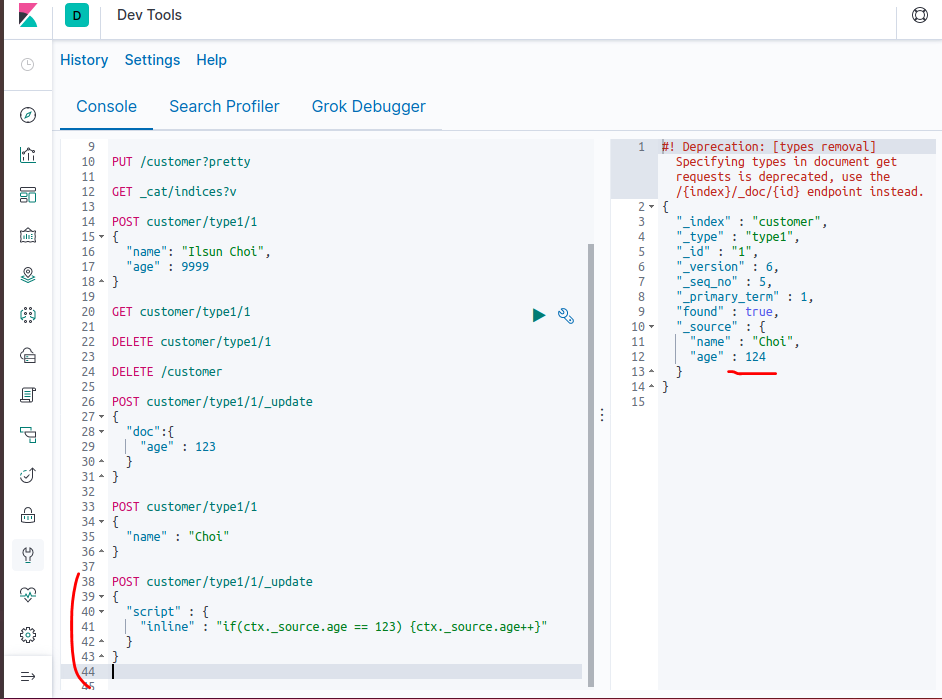 D Dev Tools
History Settings Help
Console Search Profiler Grok Debugger
9
10 PUT /customer?pretty
11
12 GET _cat/indices?v
13
14 POST customer/type1/1
15 {
16 "name": "Ilsun Choi",
17 "age" : 9999
18 }
19
20 GET customer/type1/1
21
22 DELETE customer/type1/1
23
24 DELETE /customer
25
26 POST customer/type1/1/_update
27 {
28 "doc":{
29 "age" : 123
30 }
31 }
32
33 POST customer/type1/1
34 {
35 "name" : "Choi"
36 }
37
38 POST customer/type1/1/_update
39 {
40 "script" : {
41 "inline" : "if(ctx._source.age == 123) {ctx._source.age++}"
42 }
43 }
44
45
1 #! Deprecation: [types removal]
Specifying types in document get
requests is deprecated, use the
/{index}/_doc/{id} endpoint instead.
2 {
3 "_index" : "customer",
4 "_type" : "type1",
5 "_id" : "1",
6 "_version" : 6,
7 "_seq_no" : 5,
8 "_primary_term" : 1,
9 "found" : true,
10 "_source" : {
11 "name" : "Choi",
12 "age" : 124
13 }
14 }
15